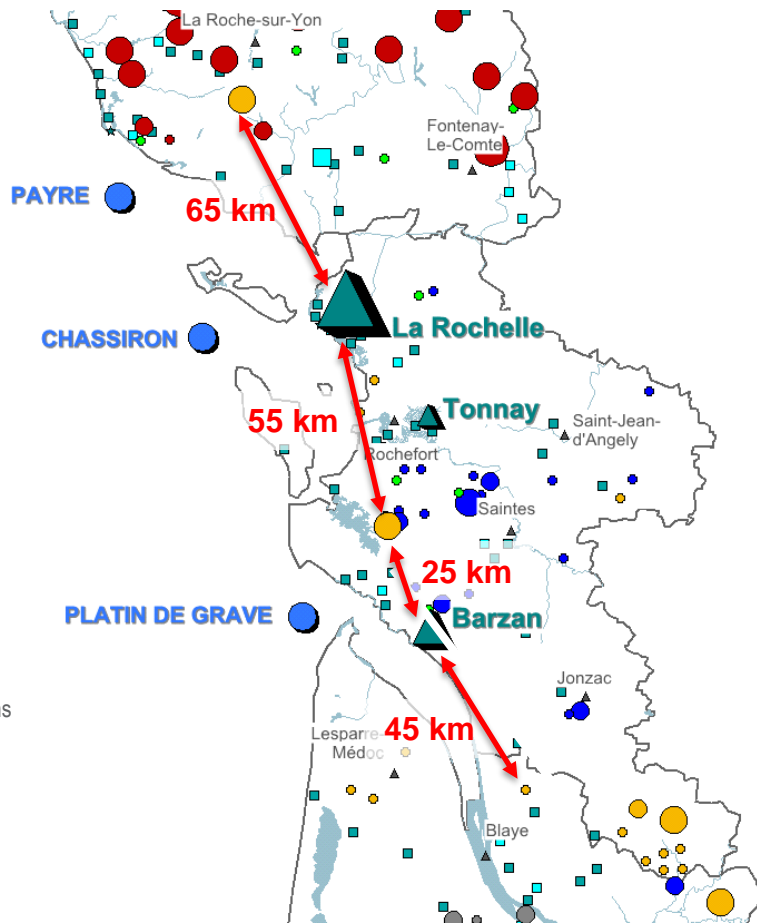 La Roche-sur-Yon
Fontenay-
Le-Comte
PAYRE
65 km
La Rochelle
CHASSIRON
55 km
Tonnay
Saint-Jean-
d'Angely
Rochefort
Saintes
25 km
PLATIN DE GRAVE
Barzan
Jonzac
45 km
Lesparre-
Médoc
Blaye